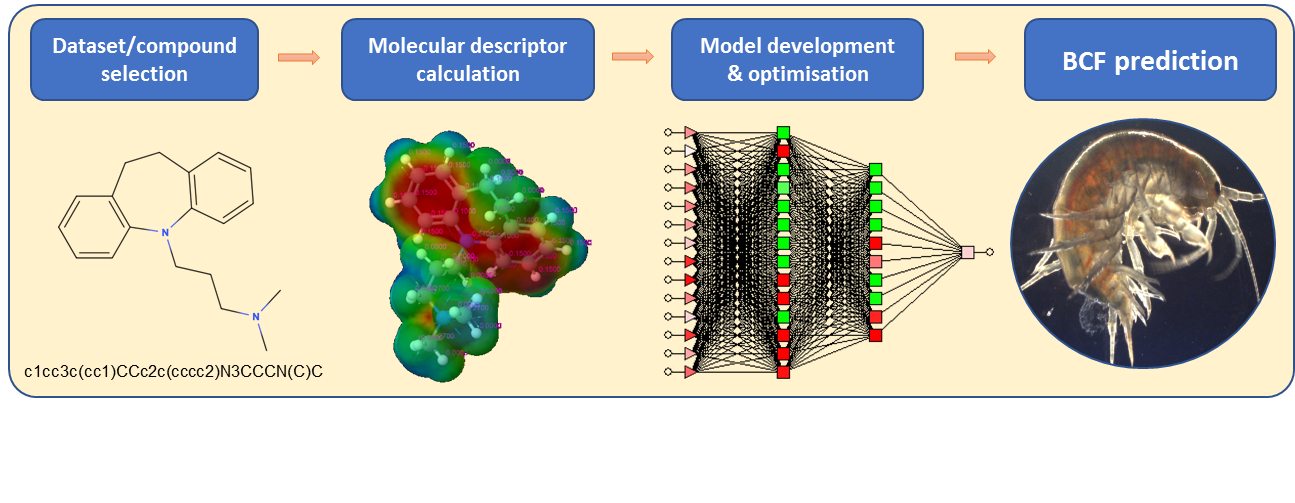 Dataset/compound
selection
Molecular descriptor
calculation
Model development
& optimisation
BCF prediction
N
N
c1cc3c(cc1)CCc2c(cccc2)N3CCCN(C)C